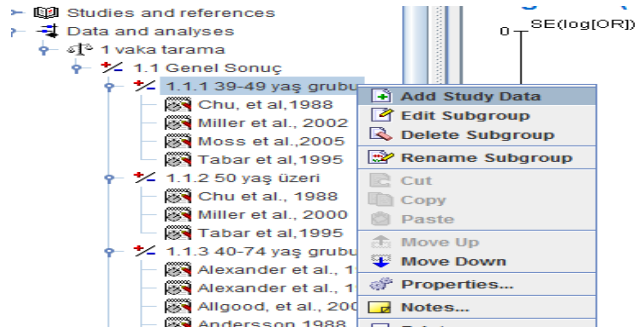 Studies and references
Data and analyses
1 vaka tarama
1.1 Genel Sonuç
1.1.1 39-49 yaş grubu
Chu, et al,1988
Miller et al., 2002
Moss et al.,2005
Tabar et al,1995
1.1.2 50 yaş üzeri
Chu et al., 1988
Miller et al., 2000
Tabar et al,1995
1.1.3 40-74 yaş grubu
Alexander et al., 1
Alexander et al., 1
Allgood, et al., 200
Andersson 1988
Add Study Data
Edit Subgroup
Delete Subgroup
Rename Subgroup
Cut
Copy
Paste
Move Up
Move Down
Properties...
Notes...
0
SE(log[OR])